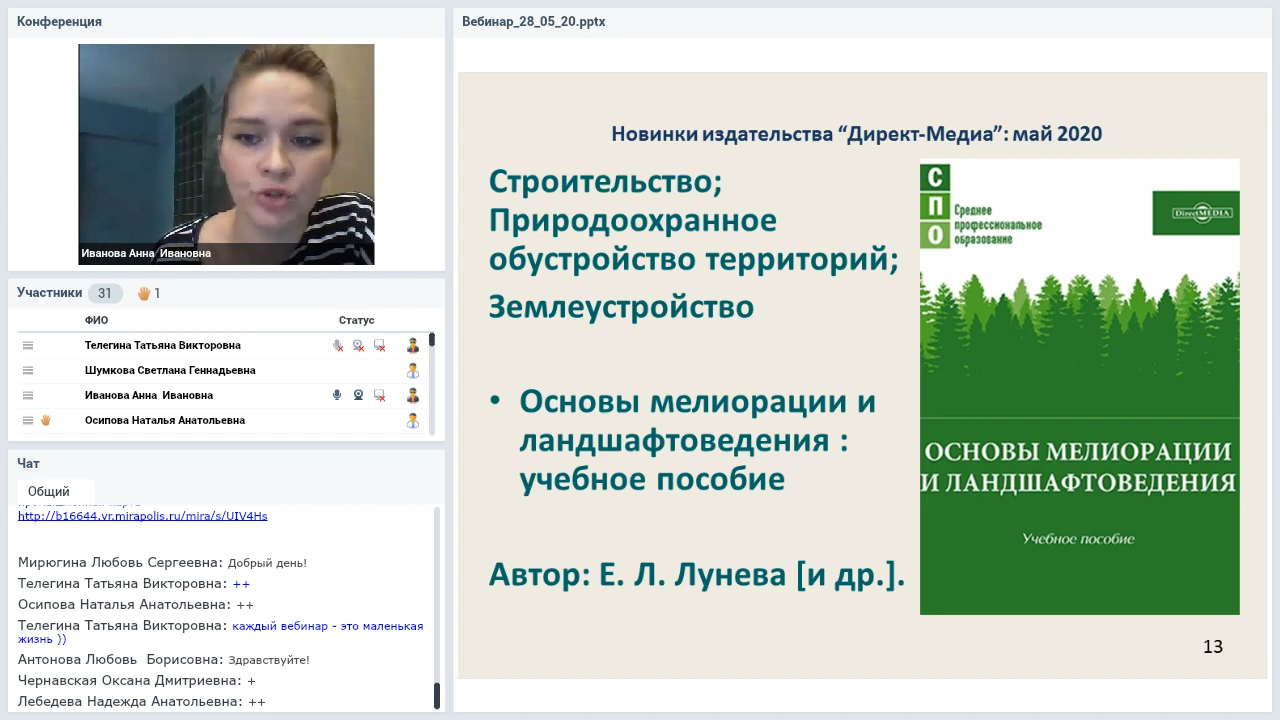 Конференция
Иванова Анна  Ивановна
Участники 31 1
ФИО Статус
Телегина Татьяна Викторовна
Шумкова Светлана Геннадьевна
Иванова Анна  Ивановна
Осипова Наталья Анатольевна
Чат
Общий
http://b16644.vr.mirapolis.ru/mira/s/UIV4Hs
Мирюгина Любовь Сергеевна: Добрый день!
Телегина Татьяна Викторовна: ++
Осипова Наталья Анатольевна: ++
Телегина Татьяна Викторовна: каждый вебинар - это маленькая
жизнь ))
Антонова Любовь  Борисовна: Здравствуйте!
Чернавская Оксана Дмитриевна: +
Лебедева Надежда Анатольевна: ++
Вебинар_28_05_20.pptx
Новинки издательства “Директ-Медиа”: май 2020
Строительство;
Природоохранное
обустройство территорий;
Землеустройство
• Основы мелиорации и
ландшафтоведения :
учебное пособие
Автор: Е. Л. Лунева [и др.].
С
П
О
Среднее
профессиональное
образование
DirectMEDIA
ОСНОВЫ МЕЛИОРАЦИИ
И ЛАНДШАФТОВЕДЕНИЯ
Учебное пособие
13